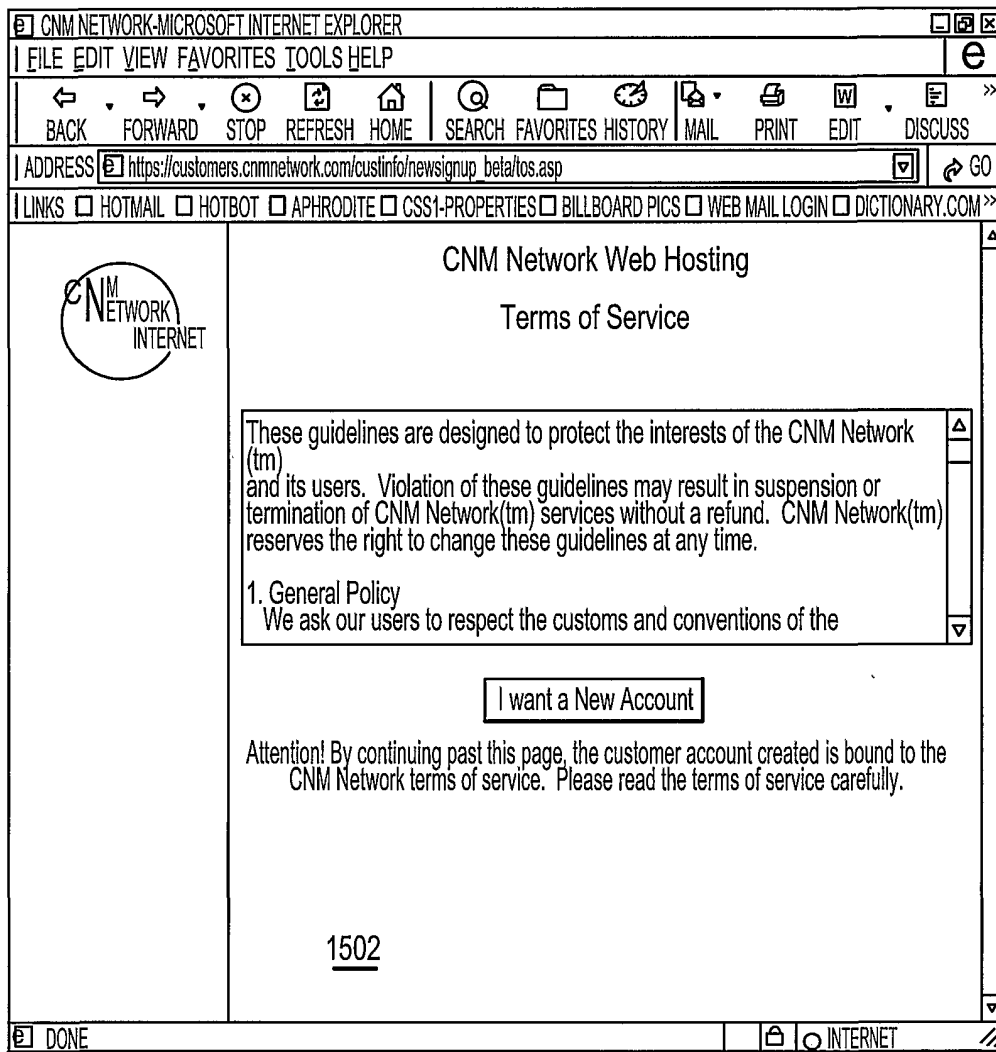 CNM NETWORK-MICROSOFT INTERNET EXPLORER
FILE EDIT VIEW FAVORITES TOOLS HELP
BACK FORWARD STOP REFRESH HOME SEARCH FAVORITES HISTORY MAIL PRINT EDIT DISCUSS
ADDRESS https://customers.cnmnetwork.com/custinfo/newsignup_beta/tos.asp GO
LINKS HOTMAIL HOTBOT APHRODITE CSS1-PROPERTIES BILLBOARD PICS WEB MAIL LOGIN DICTIONARY.COM
CNM NETWORK INTERNET
CNM Network Web Hosting
Terms of Service
These guidelines are designed to protect the interests of the CNM Network
(tm)
and its users. Violation of these guidelines may result in suspension or
termination of CNM Network(tm) services without a refund. CNM Network(tm)
reserves the right to change these guidelines at any time.
1. General Policy
We ask our users to respect the customs and conventions of the
I want a New Account
Attention! By continuing past this page, the customer account created is bound to the
CNM Network terms of service. Please read the terms of service carefully.
1502
DONE INTERNET